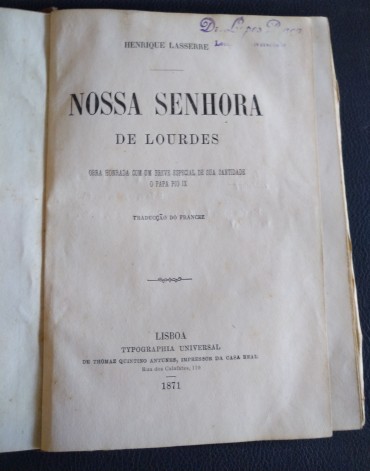 HENRIQUE LASSERRE
NOSSA SENHORA
DE LOURDES
OBRA HONRADA COM UM BREVE ESPECIAL DE SUA SANTIDADE
O PAPA PIO IX
TRADUCÇÃO DO FRANCEZ
LISBOA
TYPOGRAPHIA UNIVERSAL
DE THOMAZ QUINTINO ANTUNES, IMPRESSOR DA CASA REAL
Rua dos Calafates, 110
1871